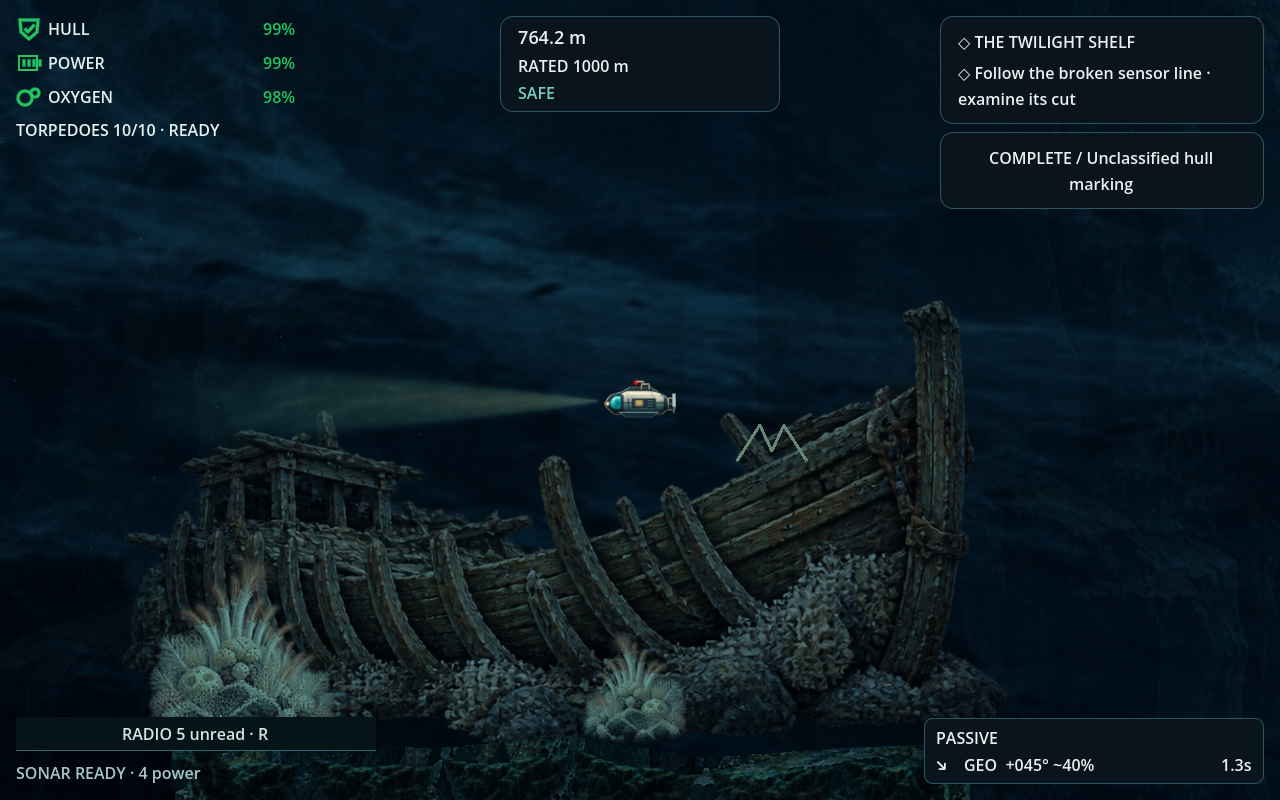 HULL 99%
POWER 99%
OXYGEN 98%
TORPEDOES 10/10 · READY
764.2 m
RATED 1000 m
SAFE
◇ THE TWILIGHT SHELF
◇ Follow the broken sensor line ·
examine its cut
COMPLETE / Unclassified hull
marking
RADIO 5 unread · R
SONAR READY · 4 power
PASSIVE
↘ GEO +045° ~40% 1.3s